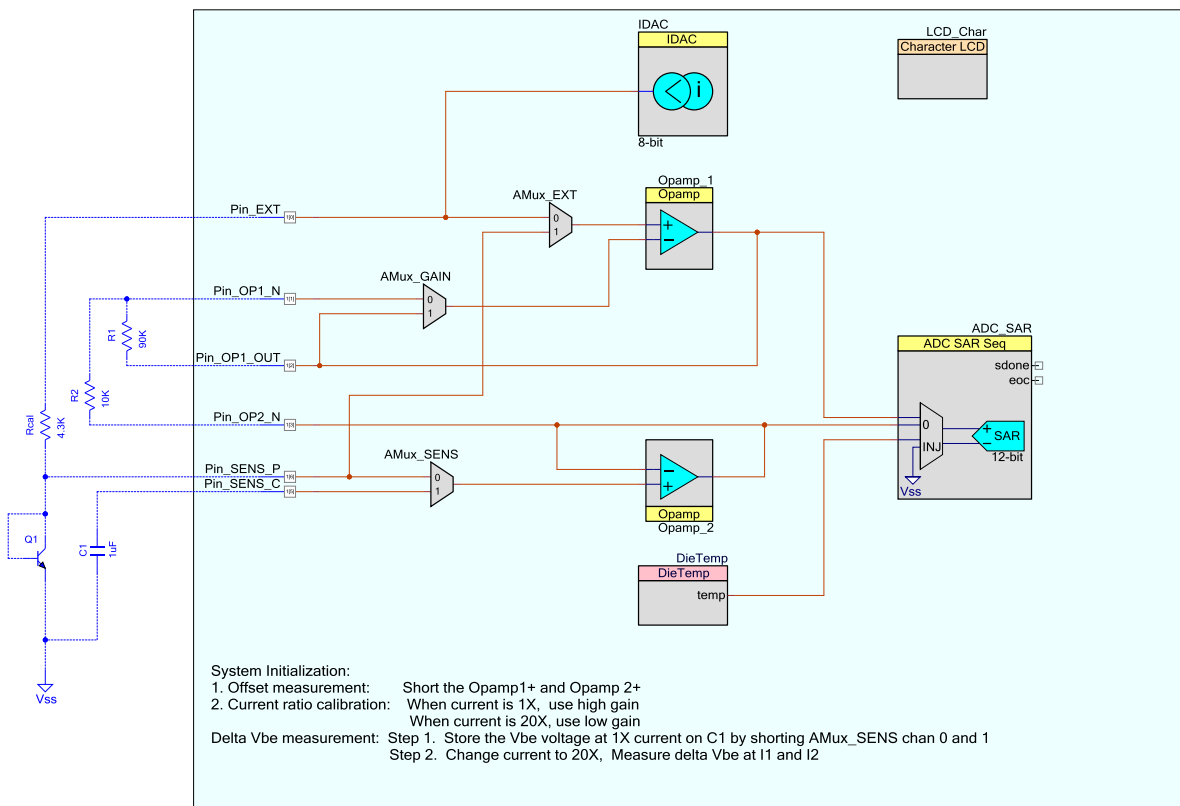 IDAC
IDAC
i
8-bit
LCD_Char
Character LCD
Opamp_1
Opamp
+
−
AMux_EXT
0
1
Pin_EXT
AMux_GAIN
0
1
Pin_OP1_N
R1
90K
Pin_OP1_OUT
R2
10K
Rcal
4.3K
Pin_OP2_N
ADC_SAR
ADC SAR Seq
sdone
eoc
0
INJ
+
−
SAR
12-bit
Vss
AMux_SENS
0
1
Pin_SENS_P
Pin_SENS_C
−
+
Opamp
Opamp_2
Q1
C1
1uF
Vss
DieTemp
DieTemp
temp
System Initialization:
1. Offset measurement: Short the Opamp1+ and Opamp 2+
2. Current ratio calibration: When current is 1X, use high gain
When current is 20X, use low gain
Delta Vbe measurement: Step 1. Store the Vbe voltage at 1X current on C1 by shorting AMux_SENS chan 0 and 1
Step 2. Change current to 20X, Measure delta Vbe at I1 and I2